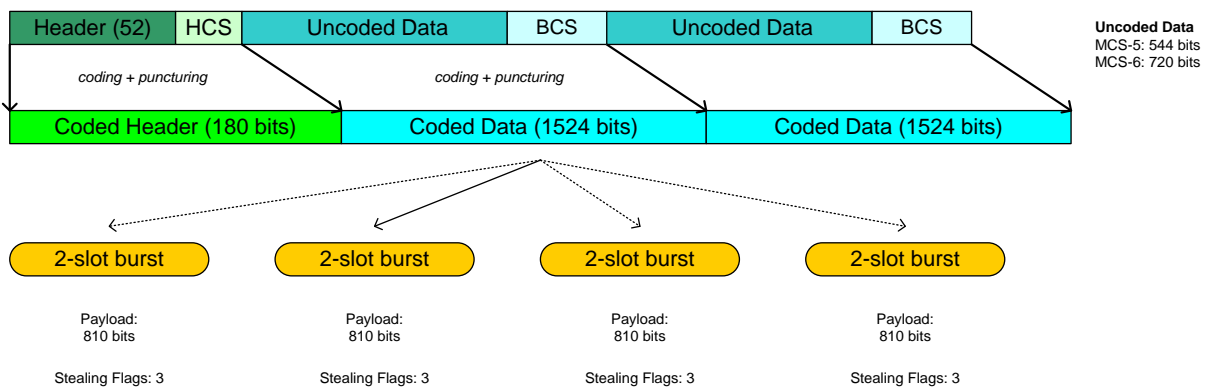 Header (52) HCS Uncoded Data BCS Uncoded Data BCS
Uncoded Data
MCS-5: 544 bits
MCS-6: 720 bits
coding + puncturing coding + puncturing
Coded Header (180 bits) Coded Data (1524 bits) Coded Data (1524 bits)
2-slot burst 2-slot burst 2-slot burst 2-slot burst
Payload: Payload: Payload: Payload:
810 bits 810 bits 810 bits 810 bits
Stealing Flags: 3 Stealing Flags: 3 Stealing Flags: 3 Stealing Flags: 3